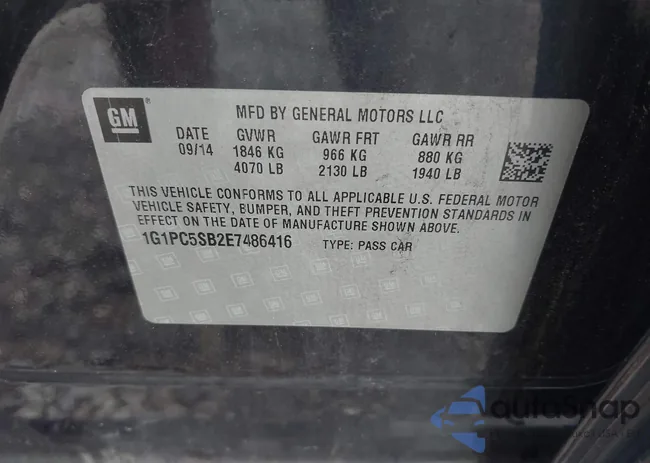 GM
MFD BY GENERAL MOTORS LLC
DATE GVWR GAWR FRT GAWR RR
09/14 1846 KG 966 KG 880 KG
4070 LB 2130 LB 1940 LB
THIS VEHICLE CONFORMS TO ALL APPLICABLE U.S. FEDERAL MOTOR
VEHICLE SAFETY, BUMPER, AND THEFT PREVENTION STANDARDS IN
EFFECT ON THE DATE OF MANUFACTURE SHOWN ABOVE.
1G1PC5SB2E7486416 TYPE: PASS CAR
autosnap